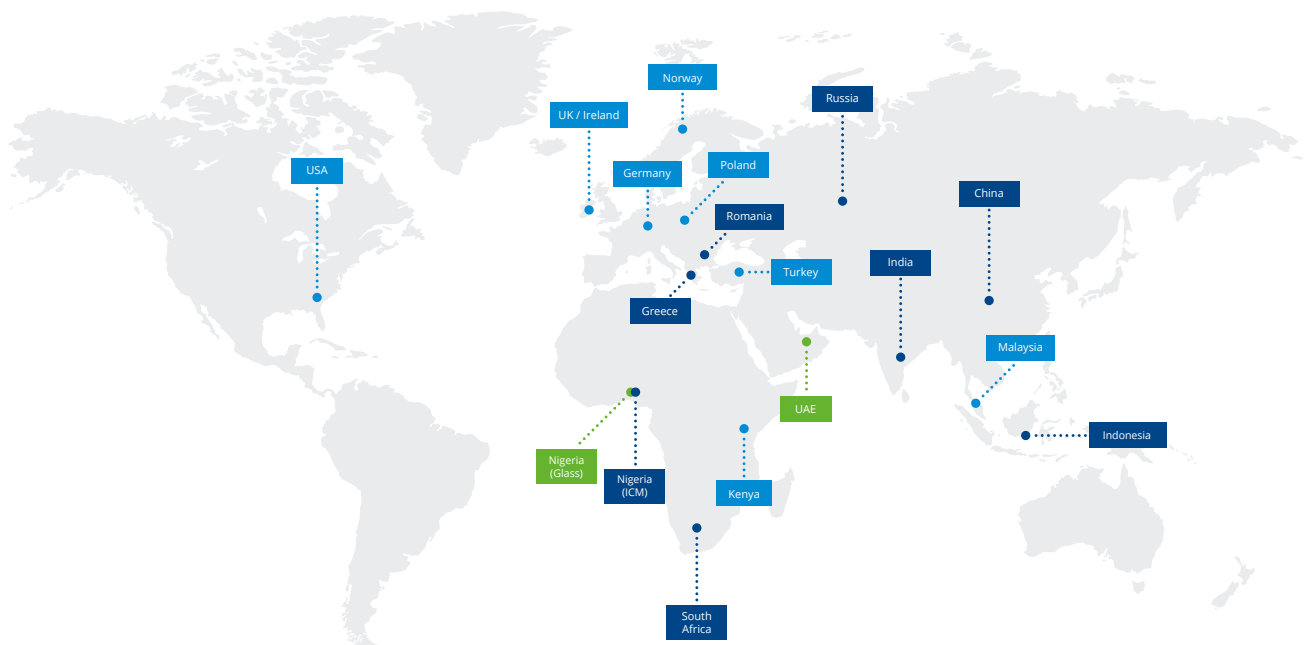 Norway
Russia
UK / Ireland
USA
Germany
Poland
China
Romania
India
Turkey
Greece
Malaysia
UAE
Indonesia
Nigeria
(Glass)
Nigeria
(ICM)
Kenya
South
Africa